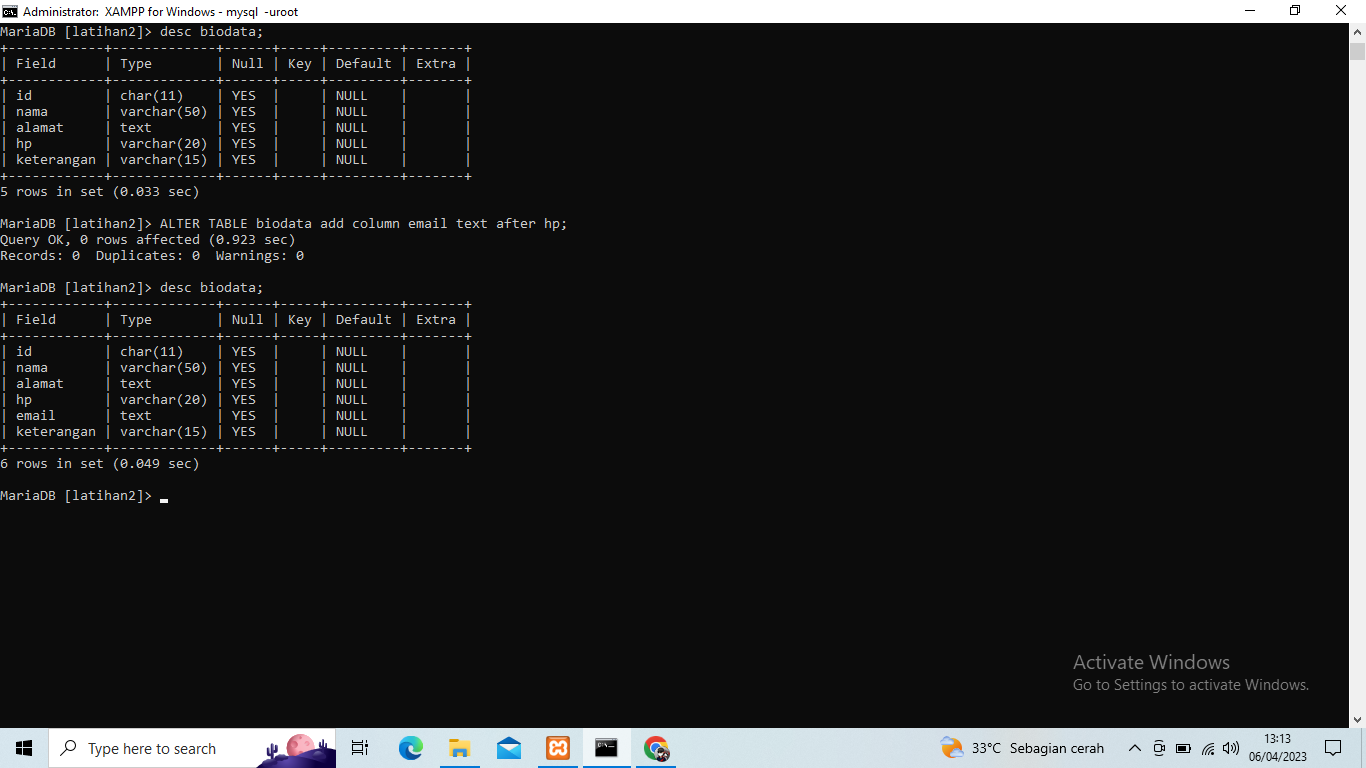 Administrator: XAMPP for Windows - mysql -uroot
MariaDB [latihan2]> desc biodata;
+------------+-------------+------+-----+---------+-------+
| Field      | Type        | Null | Key | Default | Extra |
+------------+-------------+------+-----+---------+-------+
| id         | char(11)    | YES  |     | NULL    |       |
| nama       | varchar(50) | YES  |     | NULL    |       |
| alamat     | text        | YES  |     | NULL    |       |
| hp         | varchar(20) | YES  |     | NULL    |       |
| keterangan | varchar(15) | YES  |     | NULL    |       |
+------------+-------------+------+-----+---------+-------+
5 rows in set (0.033 sec)
MariaDB [latihan2]> ALTER TABLE biodata add column email text after hp;
Query OK, 0 rows affected (0.923 sec)
Records: 0  Duplicates: 0  Warnings: 0
MariaDB [latihan2]> desc biodata;
+------------+-------------+------+-----+---------+-------+
| Field      | Type        | Null | Key | Default | Extra |
+------------+-------------+------+-----+---------+-------+
| id         | char(11)    | YES  |     | NULL    |       |
| nama       | varchar(50) | YES  |     | NULL    |       |
| alamat     | text        | YES  |     | NULL    |       |
| hp         | varchar(20) | YES  |     | NULL    |       |
| email      | text        | YES  |     | NULL    |       |
| keterangan | varchar(15) | YES  |     | NULL    |       |
+------------+-------------+------+-----+---------+-------+
6 rows in set (0.049 sec)
MariaDB [latihan2]>
Activate Windows
Go to Settings to activate Windows.
Type here to search
33°C Sebagian cerah
13:13
06/04/2023